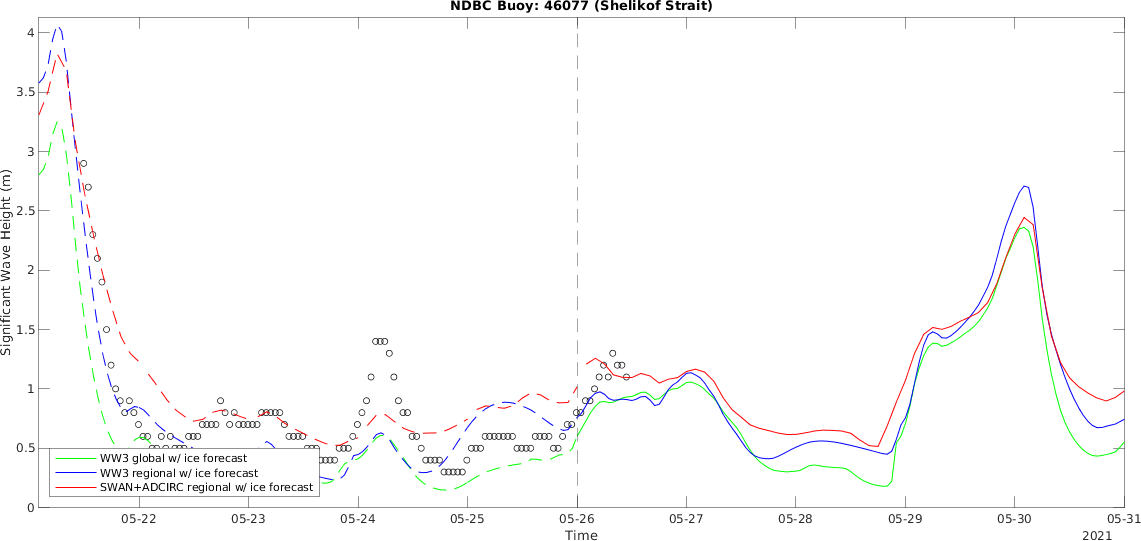 NDBC Buoy: 46077 (Shelikof Strait)
4
3.5
3
2.5
2
1.5
1
0.5
0
Significant Wave Height (m)
WW3 global w/ ice forecast
WW3 regional w/ ice forecast
SWAN+ADCIRC regional w/ ice forecast
05-22 05-23 05-24 05-25 05-26 05-27 05-28 05-29 05-30 05-31
Time
2021